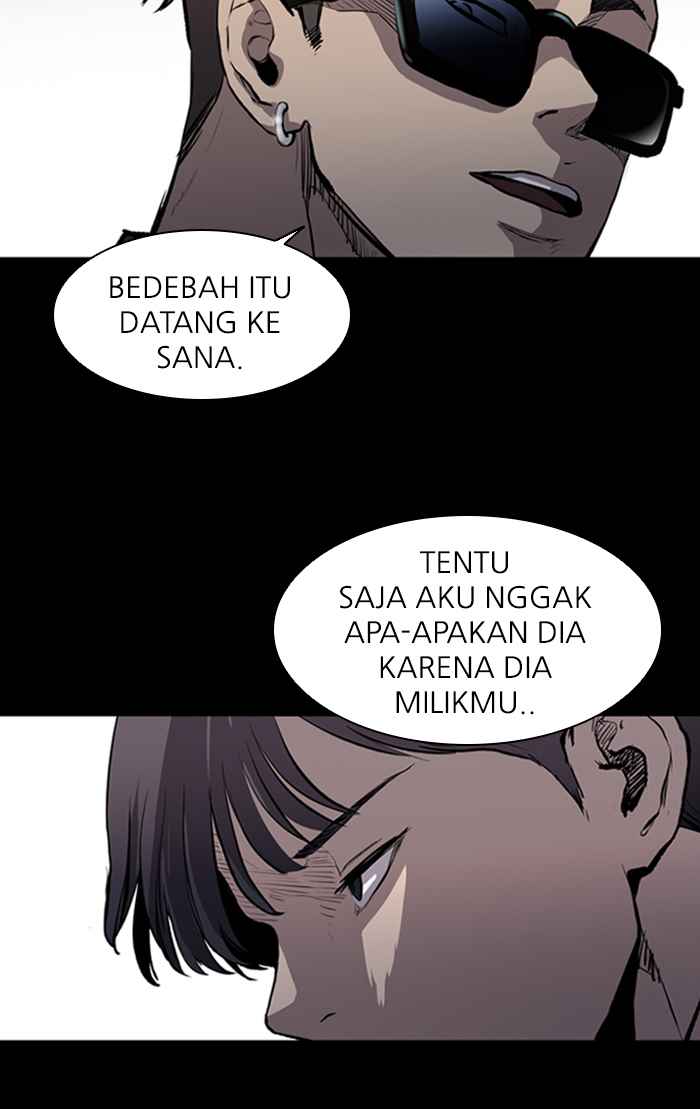 BEDEBAH ITU
DATANG KE
SANA.
TENTU
SAJA AKU NGGAK
APA-APAKAN DIA
KARENA DIA
MILIKMU..